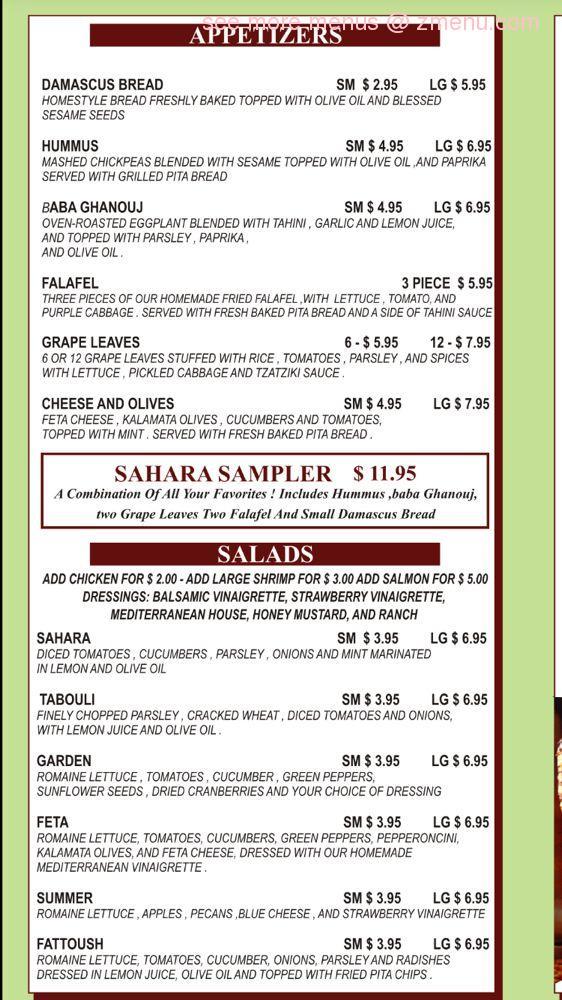 see more menus @ zmenu.com
APPETIZERS
DAMASCUS BREAD SM $ 2.95 LG $ 5.95
HOMESTYLE BREAD FRESHLY BAKED TOPPED WITH OLIVE OIL AND BLESSED
SESAME SEEDS
HUMMUS SM $ 4.95 LG $ 6.95
MASHED CHICKPEAS BLENDED WITH SESAME TOPPED WITH OLIVE OIL ,AND PAPRIKA
SERVED WITH GRILLED PITA BREAD
BABA GHANOUJ SM $ 4.95 LG $ 6.95
OVEN-ROASTED EGGPLANT BLENDED WITH TAHINI , GARLIC AND LEMON JUICE,
AND TOPPED WITH PARSLEY , PAPRIKA ,
AND OLIVE OIL .
FALAFEL 3 PIECE $ 5.95
THREE PIECES OF OUR HOMEMADE FRIED FALAFEL ,WITH LETTUCE , TOMATO, AND
PURPLE CABBAGE . SERVED WITH FRESH BAKED PITA BREAD AND A SIDE OF TAHINI SAUCE
GRAPE LEAVES 6 - $ 5.95 12 - $ 7.95
6 OR 12 GRAPE LEAVES STUFFED WITH RICE , TOMATOES , PARSLEY , AND SPICES
WITH LETTUCE , PICKLED CABBAGE AND TZATZIKI SAUCE .
CHEESE AND OLIVES SM $ 4.95 LG $ 7.95
FETA CHEESE , KALAMATA OLIVES , CUCUMBERS AND TOMATOES,
TOPPED WITH MINT . SERVED WITH FRESH BAKED PITA BREAD .
SAHARA SAMPLER $ 11.95
A Combination Of All Your Favorites ! Includes Hummus ,baba Ghanouj,
two Grape Leaves Two Falafel And Small Damascus Bread
SALADS
ADD CHICKEN FOR $ 2.00 - ADD LARGE SHRIMP FOR $ 3.00 ADD SALMON FOR $ 5.00
DRESSINGS: BALSAMIC VINAIGRETTE, STRAWBERRY VINAIGRETTE,
MEDITERRANEAN HOUSE, HONEY MUSTARD, AND RANCH
SAHARA SM $ 3.95 LG $ 6.95
DICED TOMATOES , CUCUMBERS , PARSLEY , ONIONS AND MINT MARINATED
IN LEMON AND OLIVE OIL
TABOULI SM $ 3.95 LG $ 6.95
FINELY CHOPPED PARSLEY , CRACKED WHEAT , DICED TOMATOES AND ONIONS,
WITH LEMON JUICE AND OLIVE OIL .
GARDEN SM $ 3.95 LG $ 6.95
ROMAINE LETTUCE , TOMATOES , CUCUMBER , GREEN PEPPERS,
SUNFLOWER SEEDS , DRIED CRANBERRIES AND YOUR CHOICE OF DRESSING
FETA SM $ 3.95 LG $ 6.95
ROMAINE LETTUCE, TOMATOES, CUCUMBERS, GREEN PEPPERS, PEPPERONCINI,
KALAMATA OLIVES, AND FETA CHEESE, DRESSED WITH OUR HOMEMADE
MEDITERRANEAN VINAIGRETTE .
SUMMER SM $ 3.95 LG $ 6.95
ROMAINE LETTUCE , APPLES , PECANS ,BLUE CHEESE , AND STRAWBERRY VINAIGRETTE
FATTOUSH SM $ 3.95 LG $ 6.95
ROMAINE LETTUCE, TOMATOES, CUCUMBER, ONIONS, PARSLEY AND RADISHES
DRESSED IN LEMON JUICE, OLIVE OIL AND TOPPED WITH FRIED PITA CHIPS .